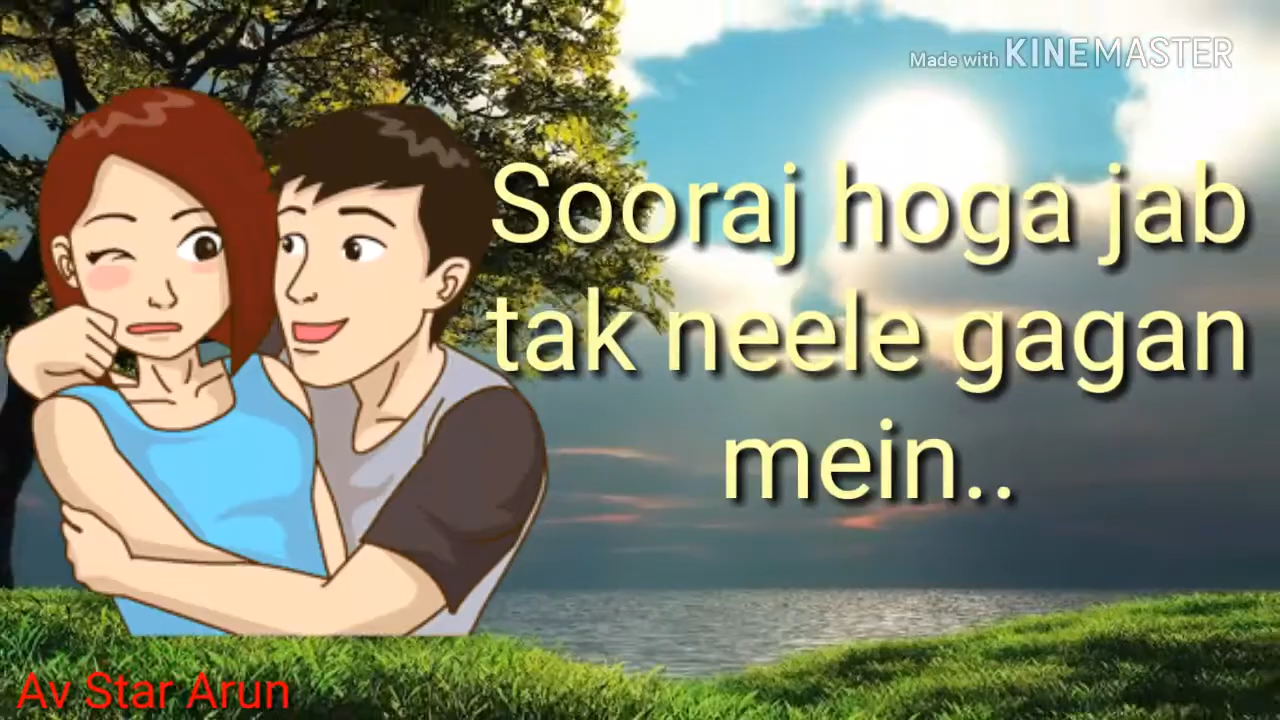 Made with KINEMASTER
Sooraj hoga jab
tak neele gagan
mein..
Av Star Arun